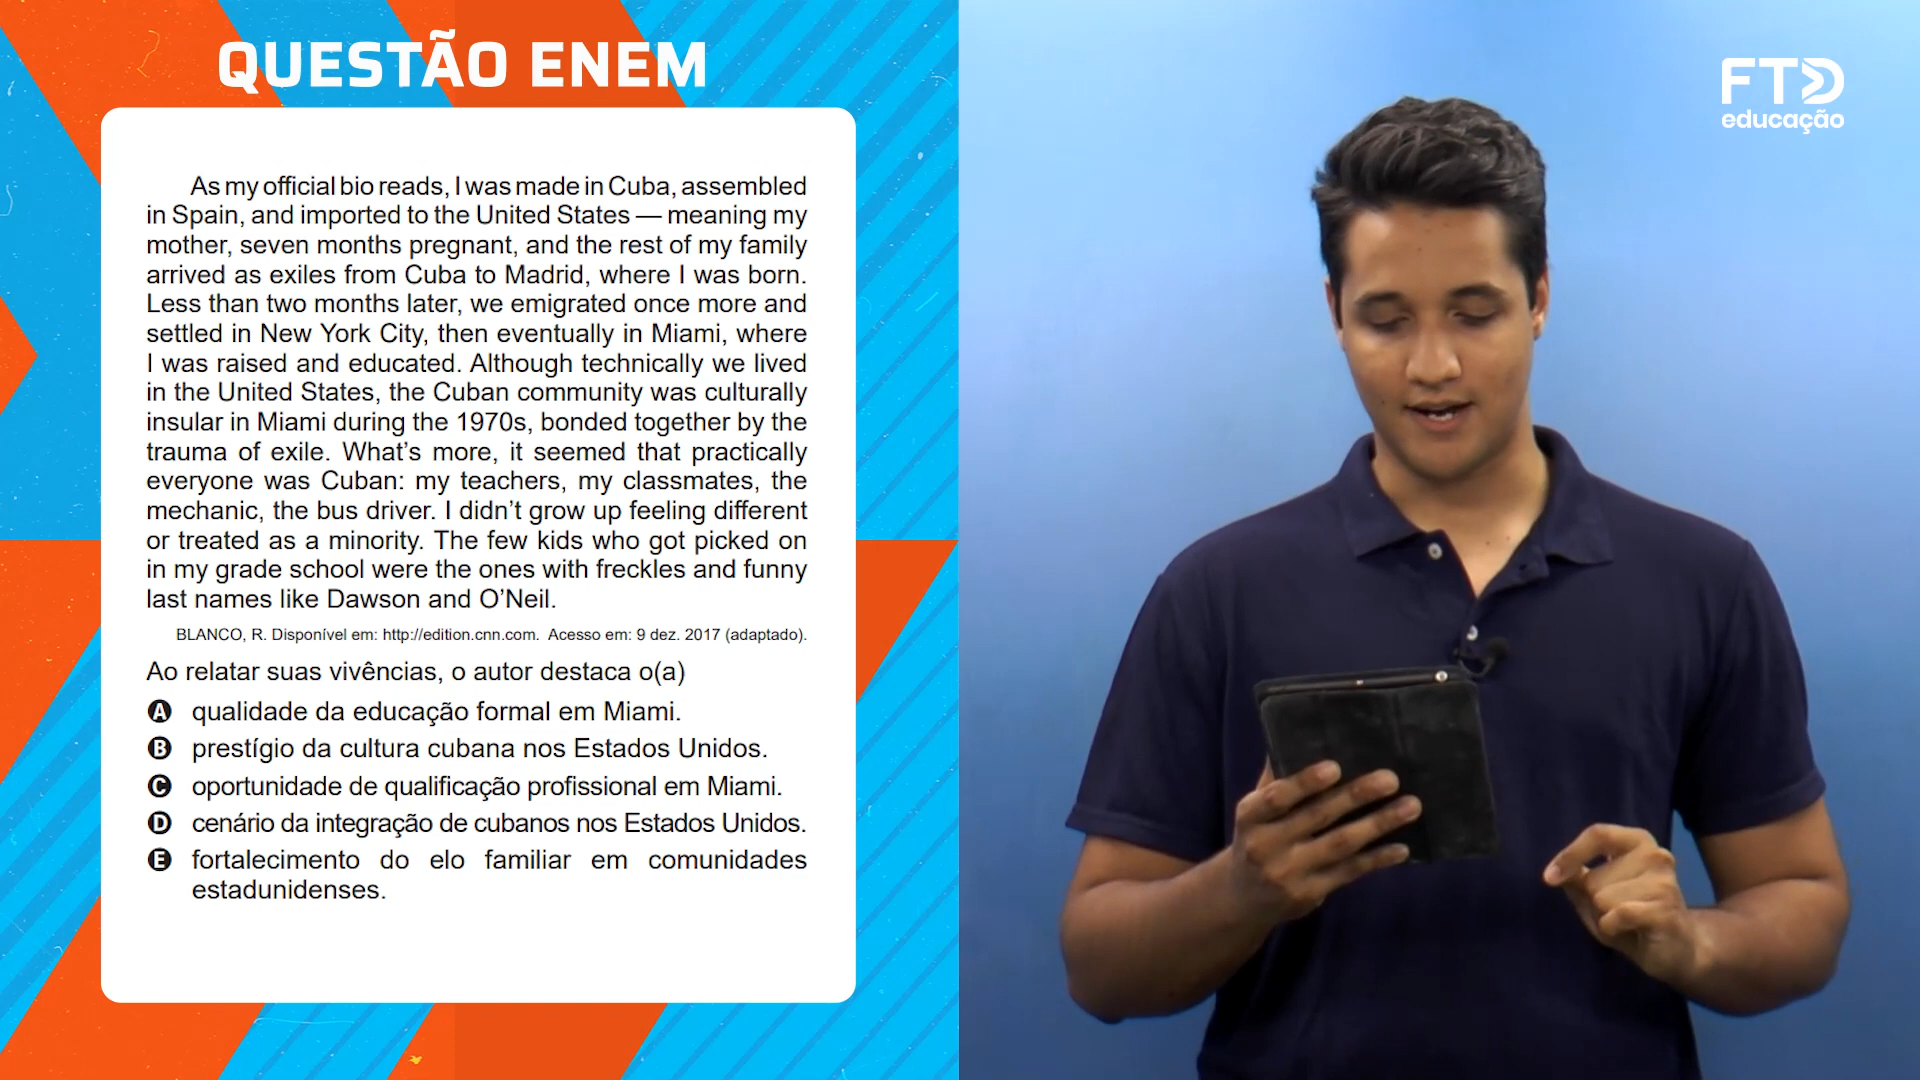 QUESTÃO ENEM
As my official bio reads, I was made in Cuba, assembled
in Spain, and imported to the United States — meaning my
mother, seven months pregnant, and the rest of my family
arrived as exiles from Cuba to Madrid, where I was born.
Less than two months later, we emigrated once more and
settled in New York City, then eventually in Miami, where
I was raised and educated. Although technically we lived
in the United States, the Cuban community was culturally
insular in Miami during the 1970s, bonded together by the
trauma of exile. What's more, it seemed that practically
everyone was Cuban: my teachers, my classmates, the
mechanic, the bus driver. I didn't grow up feeling different
or treated as a minority. The few kids who got picked on
in my grade school were the ones with freckles and funny
last names like Dawson and O'Neil.
BLANCO, R. Disponível em: http://edition.cnn.com. Acesso em: 9 dez. 2017 (adaptado).
Ao relatar suas vivências, o autor destaca o(a)
A qualidade da educação formal em Miami.
B prestígio da cultura cubana nos Estados Unidos.
C oportunidade de qualificação profissional em Miami.
D cenário da integração de cubanos nos Estados Unidos.
E fortalecimento do elo familiar em comunidades
estadunidenses.
FTD
educação